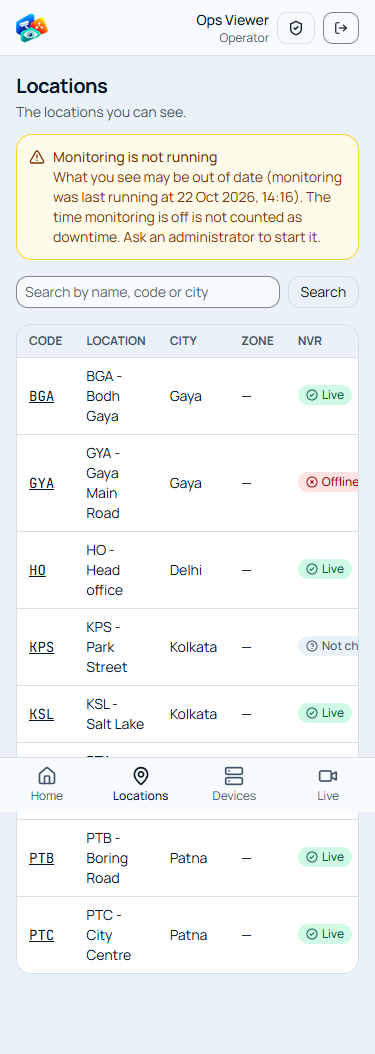 Ops Viewer
Operator
Locations
The locations you can see.
Monitoring is not running
What you see may be out of date (monitoring
was last running at 22 Oct 2026, 14:16). The
time monitoring is off is not counted as
downtime. Ask an administrator to start it.
Search by name, code or city
Search
CODE LOCATION CITY ZONE NVR
BGA BGA - Bodh Gaya Gaya — Live
GYA GYA - Gaya Main Road Gaya — Offline
HO HO - Head office Delhi — Live
KPS KPS - Park Street Kolkata — Not ch
KSL KSL - Salt Lake Kolkata — Live
Home Locations Devices Live
PTB PTB - Boring Road Patna — Live
PTC PTC - City Centre Patna — Live